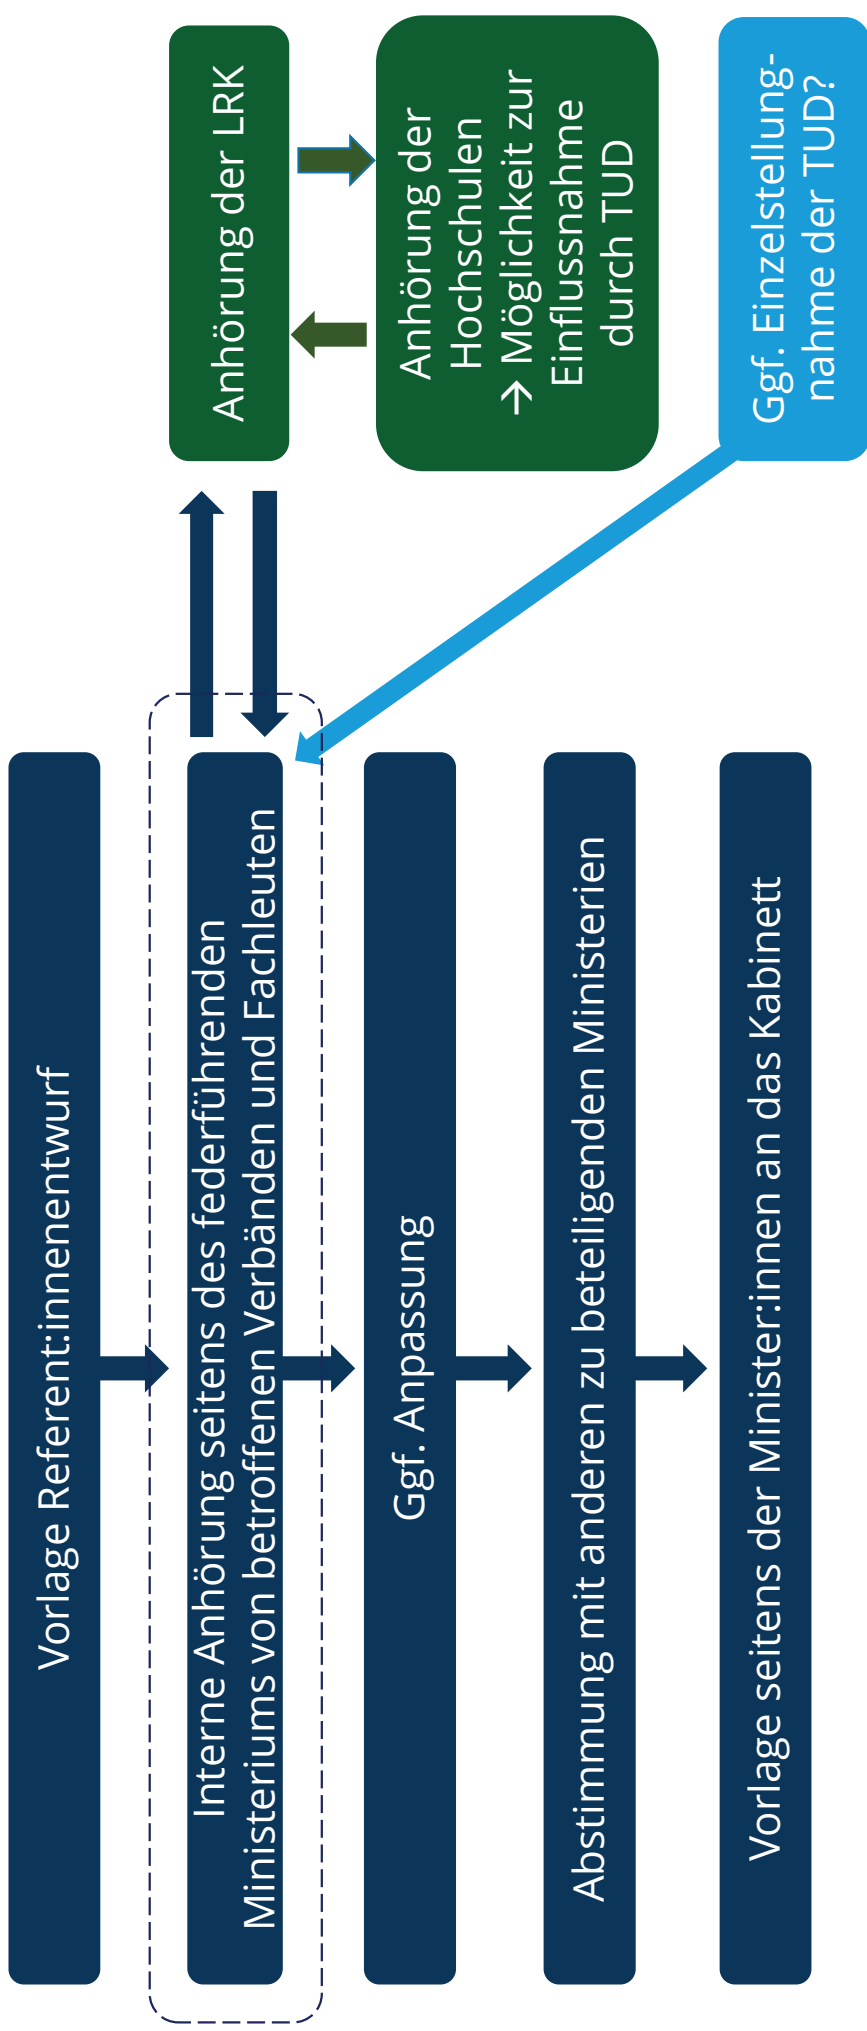 Vorlage Referent:innenentwurf
Interne Anhörung seitens des federführenden
Ministeriums von betroffenen Verbänden und Fachleuten
Ggf. Anpassung
Abstimmung mit anderen zu beteiligenden Ministerien
Vorlage seitens der Minister:innen an das Kabinett
Anhörung der LRK
Anhörung der
Hochschulen
→ Möglichkeit zur
Einflussnahme
durch TUD
Ggf. Einzelstellung-
nahme der TUD?